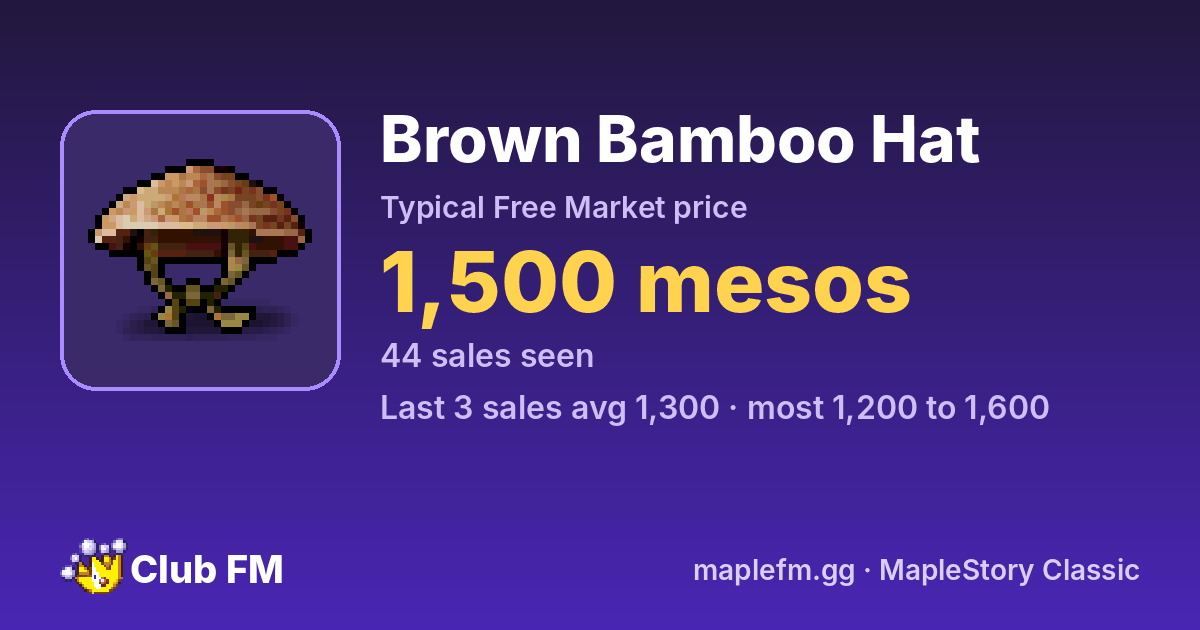 Brown Bamboo Hat
Typical Free Market price
1,500 mesos
44 sales seen
Last 3 sales avg 1,300 · most 1,200 to 1,600
Club FM
maplefm.gg · MapleStory Classic